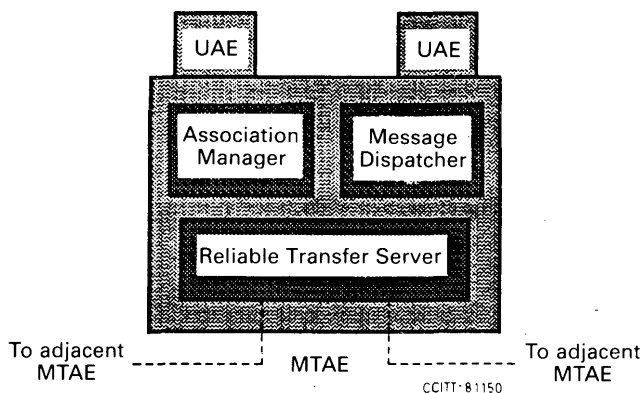 UAE
UAE
Association
Manager
Message
Dispatcher
Reliable Transfer Server
To adjacent
MTAE
MTAE
To adjacent
MTAE
CCITT-81150